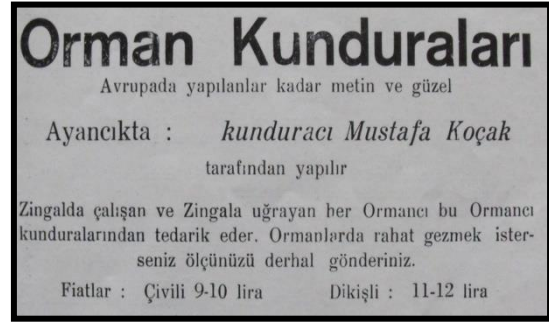 Orman Kunduraları
Avrupada yapılanlar kadar metin ve güzel
Ayancıkta : kunduracı Mustafa Koçak
tarafından yapılır
Zingalda çalışan ve Zingala uğrayan her Ormancı bu Ormancı
kunduralarından tedarik eder. Ormanlarda rahat gezmek ister-
seniz ölçünüzü derhal gönderiniz.
Fiatlar : Çivili 9-10 lira Dikişli : 11-12 lira